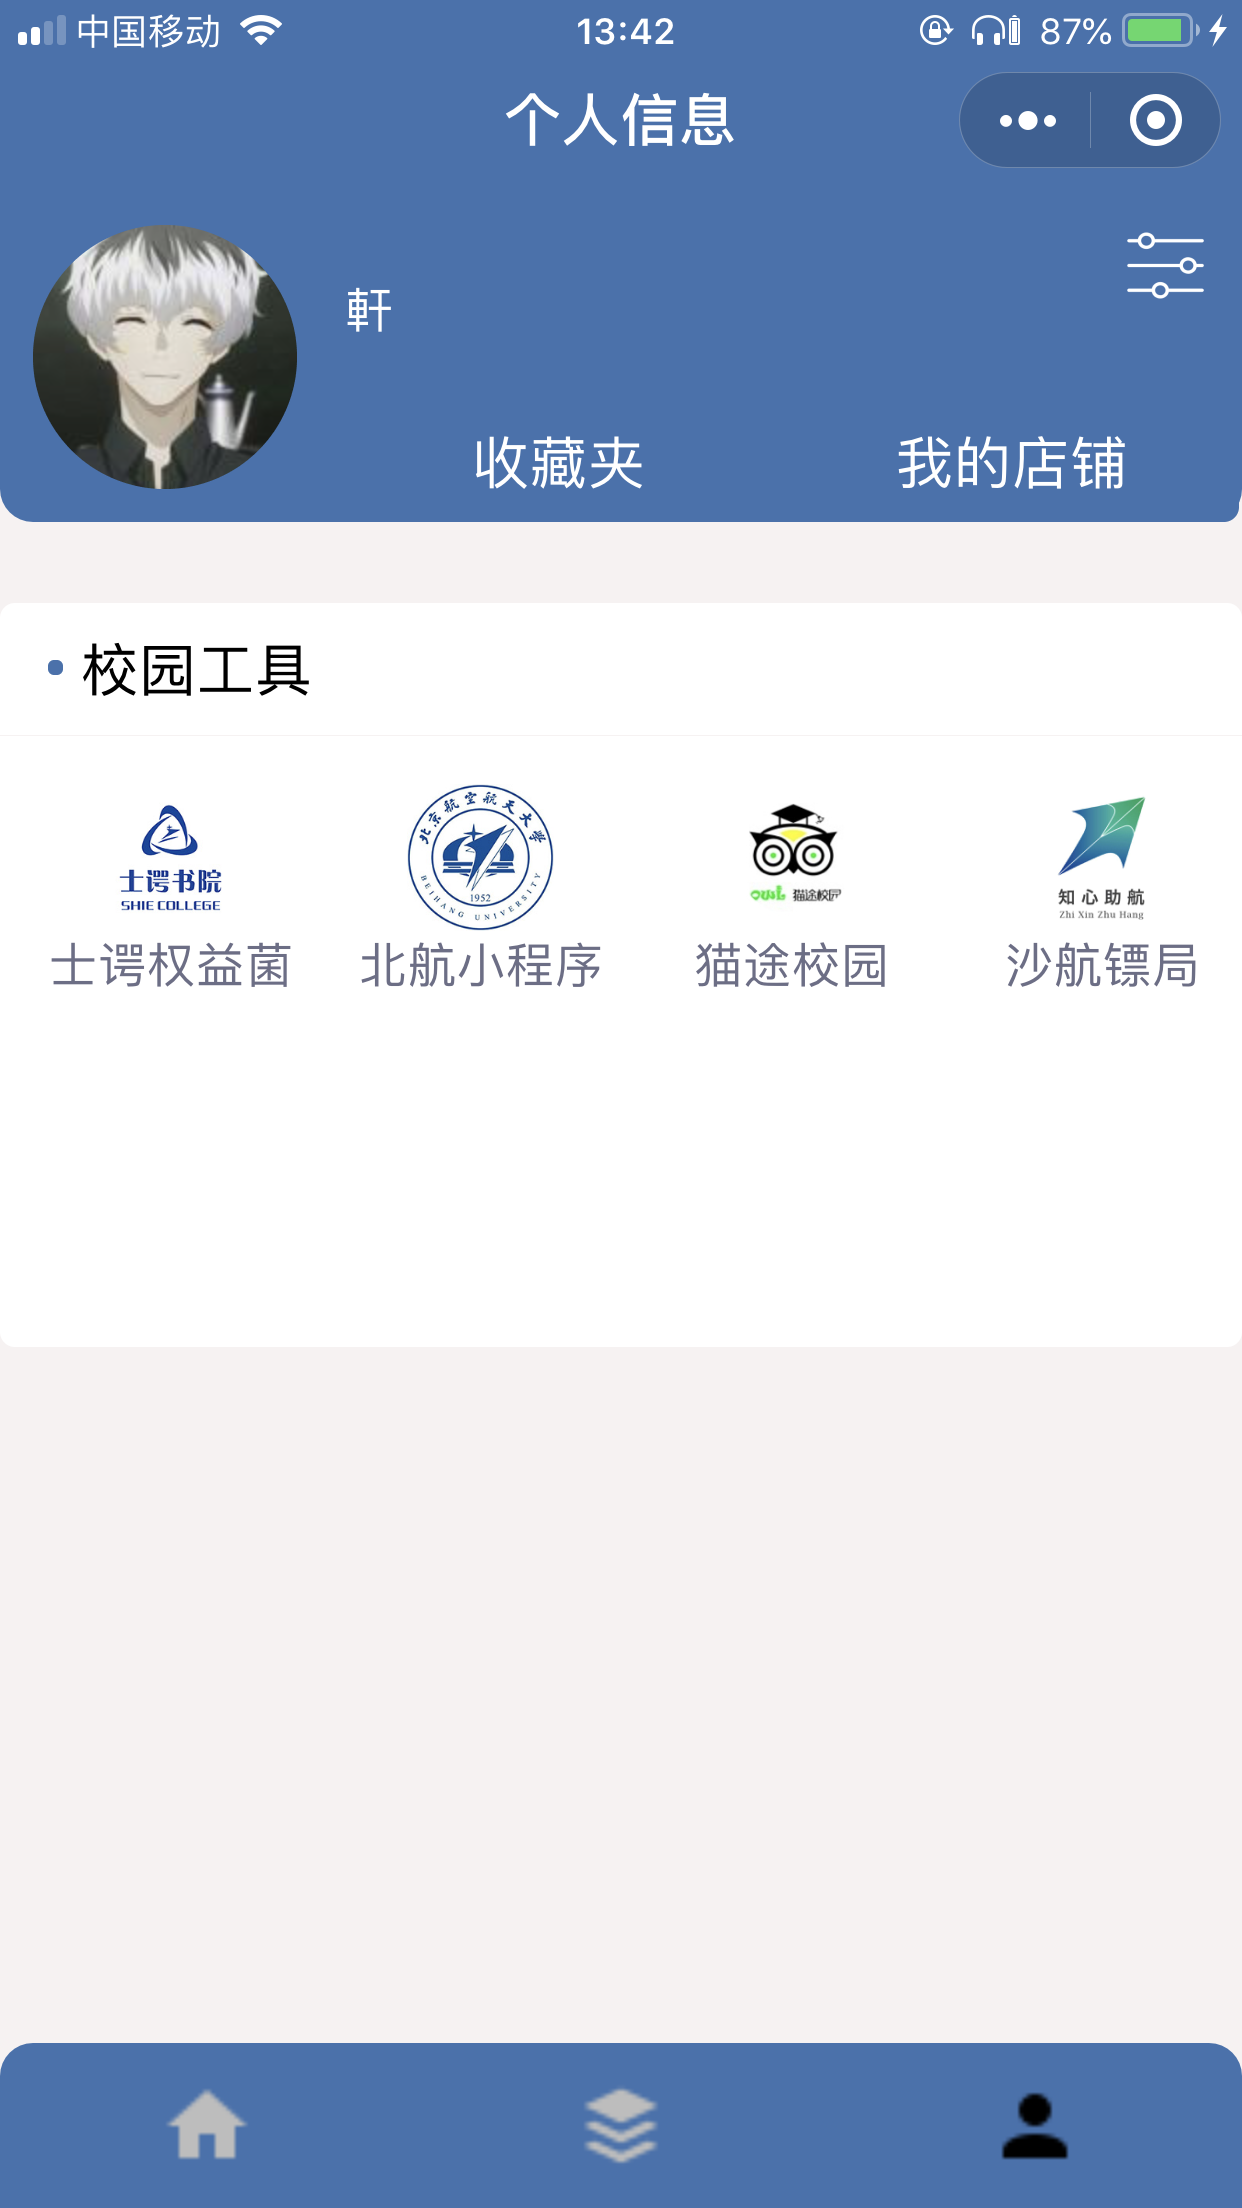 中国移动 13:42 87%
个人信息
軒
收藏夹 我的店铺
校园工具
士谔书院
SHIE COLLEGE
北京航空航天大学
1952
BEIHANG UNIVERSITY
猫途校园
知心助航
Zhi Xin Zhu Hang
士谔权益菌 北航小程序 猫途校园 沙航镖局